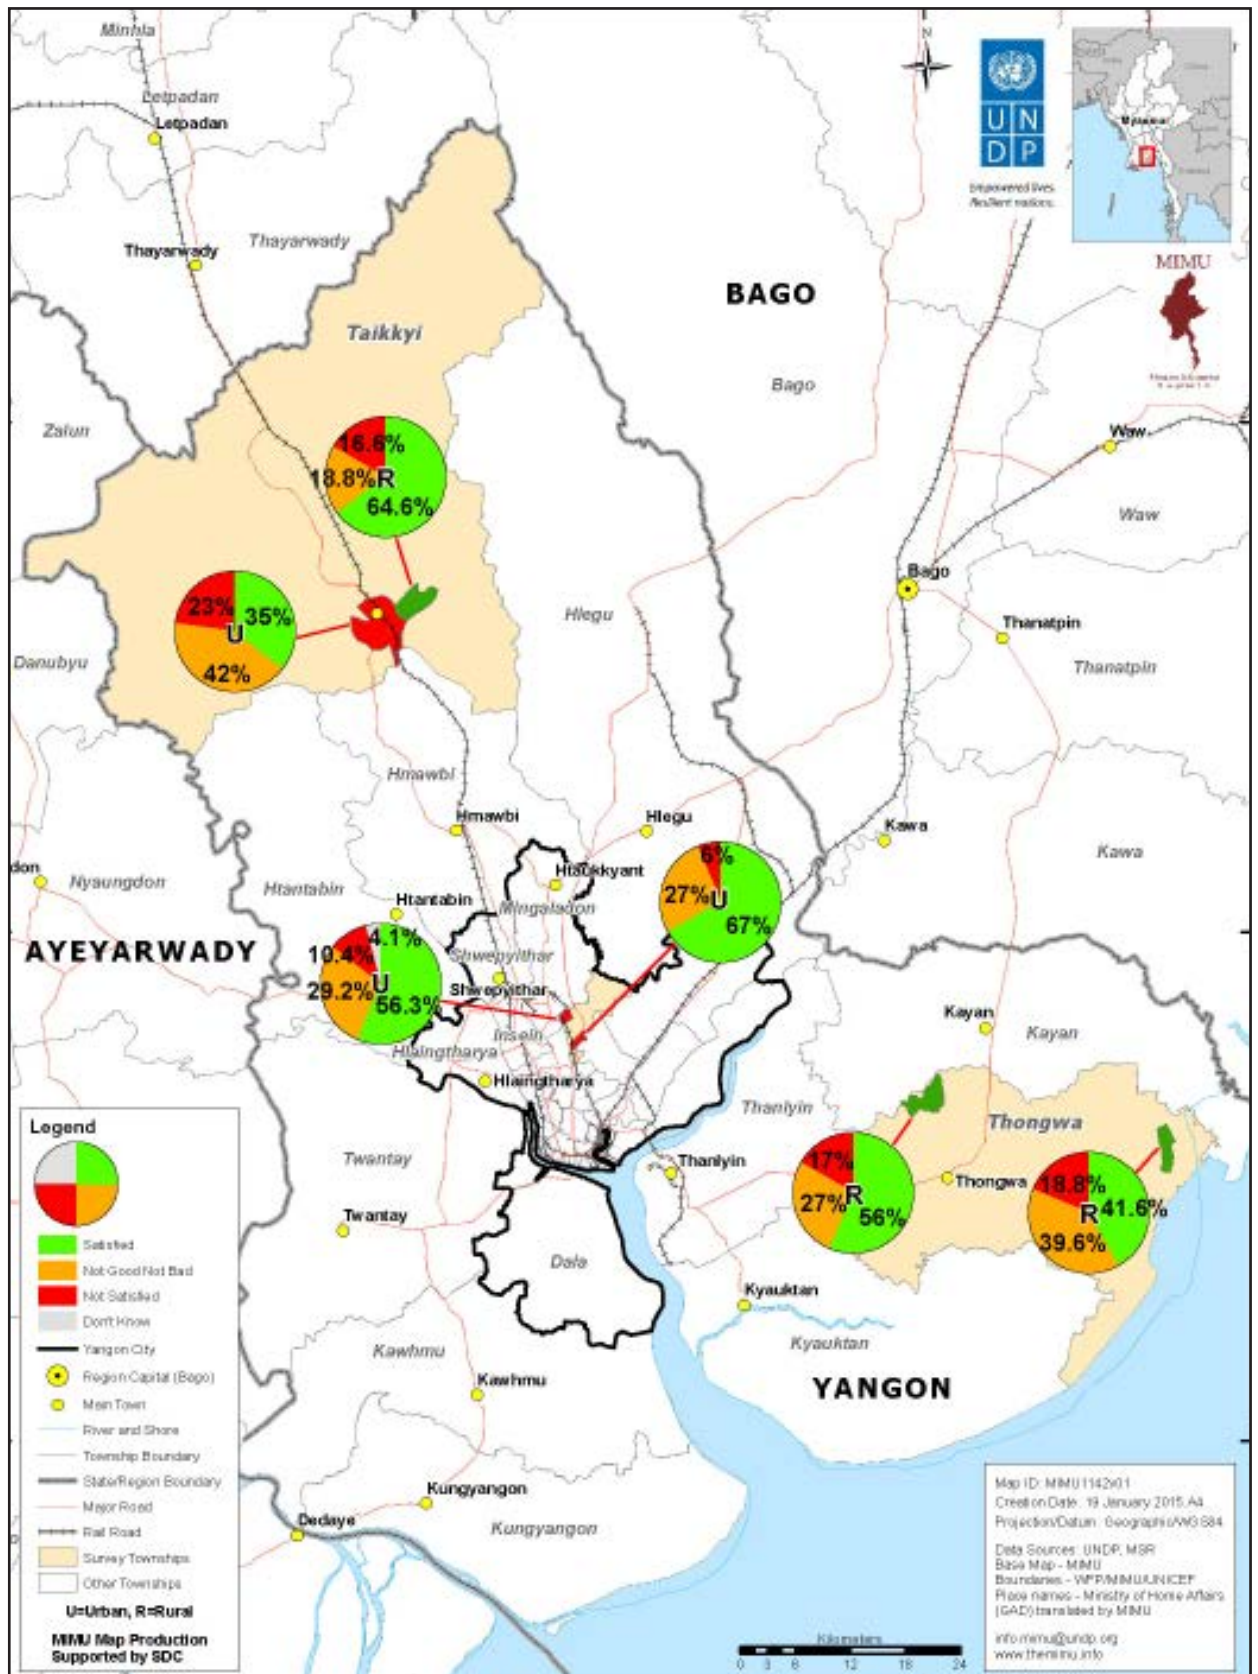 Minhla
Letpadan
Letpadan
UN
DP
Empowered lives.
Resilient nations.
N
Myanmar
MIMU
Thayarwady
Thayarwady
BAGO
Taikkyi
Bago
Zalun
Waw
Waw
16.6%
18.8% R
64.6%
Bago
Hlegu
Thanatpin
Thanatpin
23%
35%
U
42%
Danubyu
Hmawbi
Hmawbi
Hlegu
Kawa
Kawa
don
Nyaungdon
Htantabin
Htantabin
Htaukkyant
Mingaladon
6%
27% U
67%
AYEYARWADY
4.1%
10.4%
U
29.2%
56.3%
Shwepyithar
Shwepyithar
Insein
Hlaingtharya
Hlaingtharya
Kayan
Kayan
Thanlyin
Thanlyin
Thongwa
Thongwa
17%
R
27%
56%
18.8%
R 41.6%
39.6%
Twantay
Twantay
Dala
Kyauktan
Kyauktan
YANGON
Kawhmu
Kawhmu
Kungyangon
Kungyangon
Dedaye
Legend
Satisfied
Not Good Not Bad
Not Satisfied
Don't Know
Yangon City
Region Capital (Bago)
Main Town
River and Shore
Township Boundary
State/Region Boundary
Major Road
Rail Road
Survey Townships
Other Townships
U=Urban, R=Rural
MIMU Map Production
Supported by SDC
Kilometers
0 3 6 12 18 24
Map ID: MIMU1142v01
Creation Date: 19 January 2015.A4
Projection/Datum: Geographic/WGS84
Data Sources: UNDP, MSR
Base Map - MIMU
Boundaries - WFP/MIMU/UNICEF
Place names - Ministry of Home Affairs
(GAD) translated by MIMU
info.mimu@undp.org
www.themimu.info